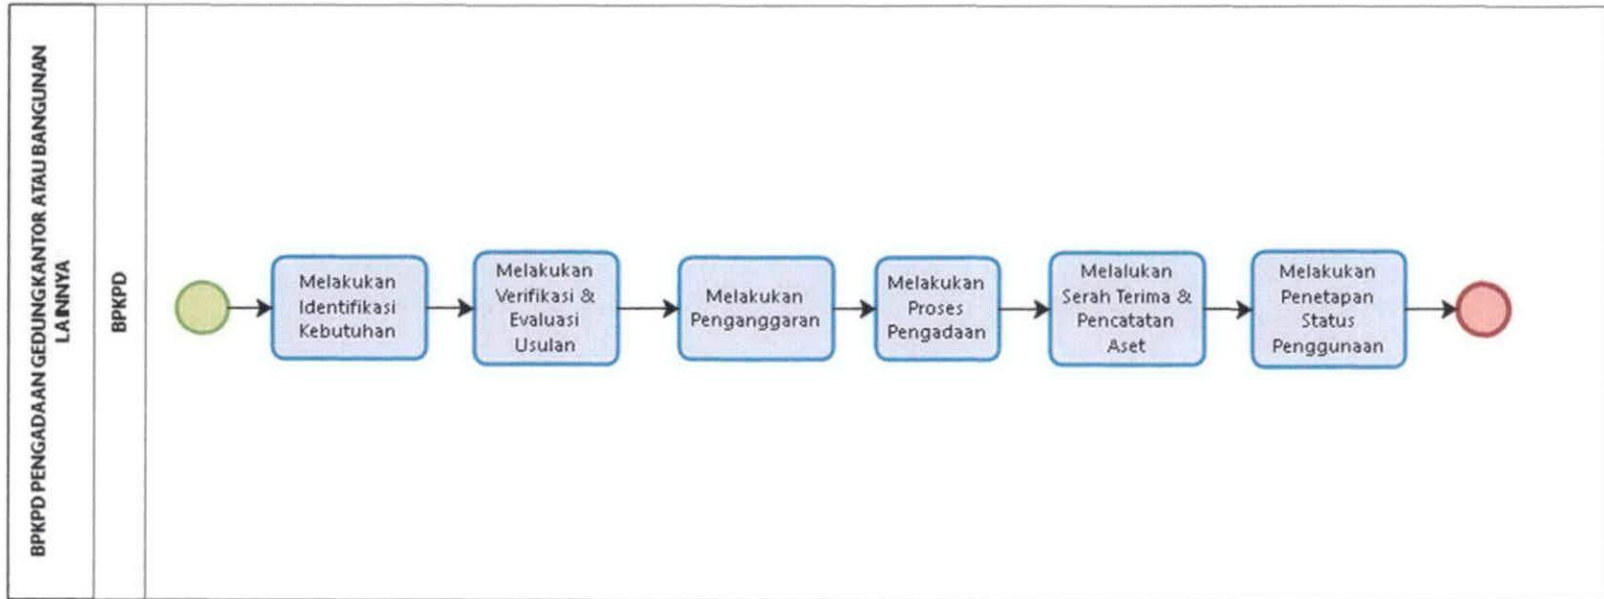 BPKPD PENGADAAN GEDUNGKANTOR ATAU BANGUNAN
LAINNYA
BPKPD
Melakukan
Identifikasi
Kebutuhan
Melakukan
Verifikasi &
Evaluasi
Usulan
Melakukan
Penganggaran
Melakukan
Proses
Pengadaan
Melalukan
Serah Terima &
Pencatatan
Aset
Melakukan
Penetapan
Status
Penggunaan